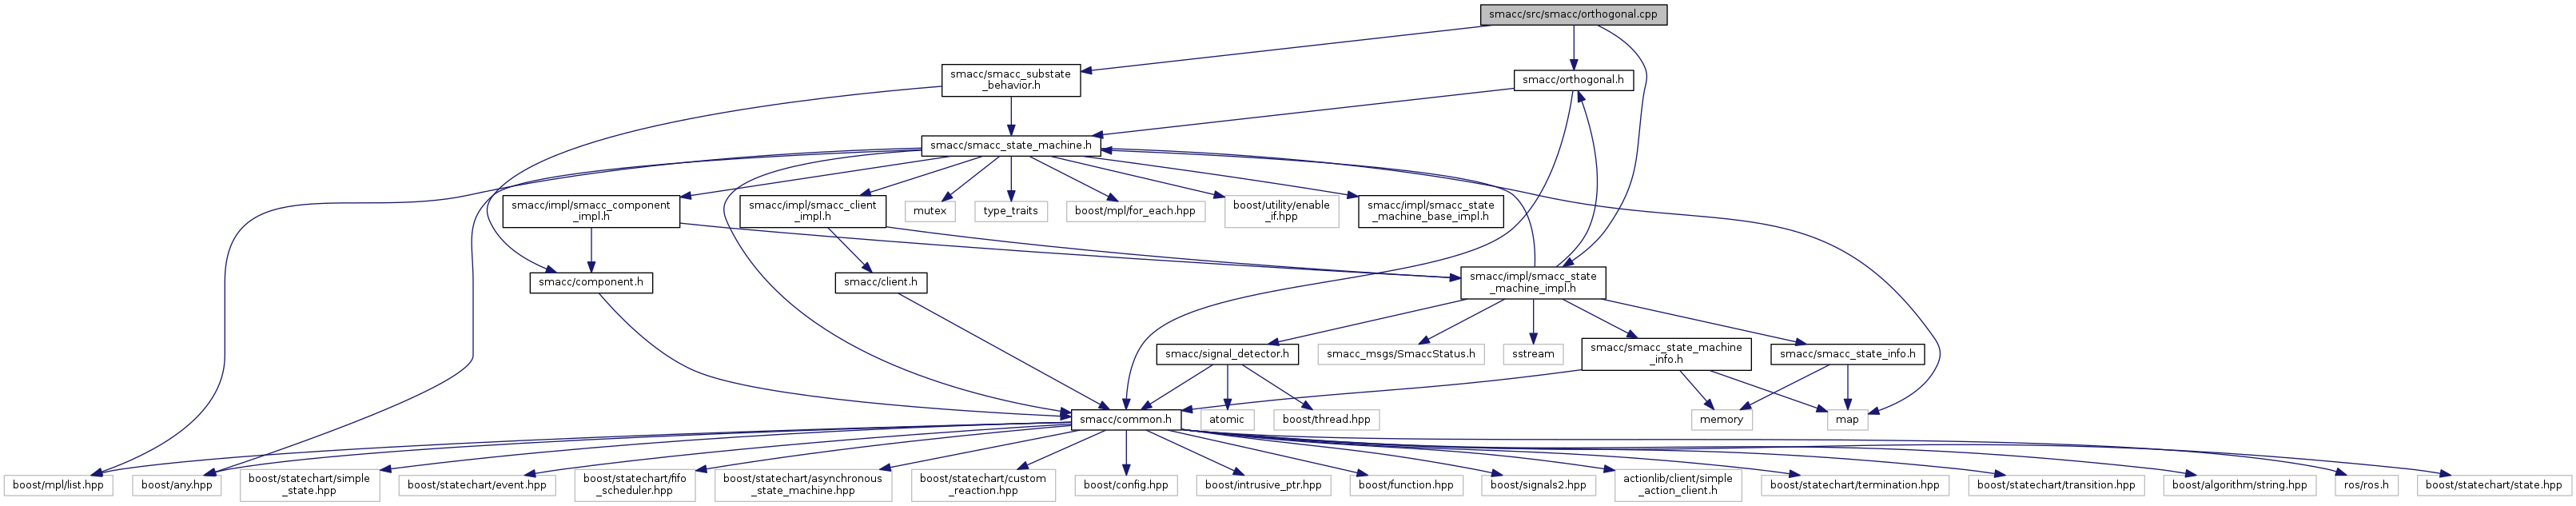 smacc/src/smacc/orthogonal.cpp
smacc/smacc_substate
_behavior.h
smacc/orthogonal.h
smacc/smacc_state_machine.h
smacc/impl/smacc_component
_impl.h
smacc/impl/smacc_client
_impl.h
mutex
type_traits
boost/mpl/for_each.hpp
boost/utility/enable
_if.hpp
smacc/impl/smacc_state
_machine_base_impl.h
smacc/component.h
smacc/client.h
smacc/impl/smacc_state
_machine_impl.h
smacc/signal_detector.h
smacc_msgs/SmaccStatus.h
sstream
smacc/smacc_state_machine
_info.h
smacc/smacc_state_info.h
smacc/common.h
atomic
boost/thread.hpp
memory
map
boost/mpl/list.hpp
boost/any.hpp
boost/statechart/simple
_state.hpp
boost/statechart/event.hpp
boost/statechart/fifo
_scheduler.hpp
boost/statechart/asynchronous
_state_machine.hpp
boost/statechart/custom
_reaction.hpp
boost/config.hpp
boost/intrusive_ptr.hpp
boost/function.hpp
boost/signals2.hpp
actionlib/client/simple
_action_client.h
boost/statechart/termination.hpp
boost/statechart/transition.hpp
boost/algorithm/string.hpp
ros/ros.h
boost/statechart/state.hpp